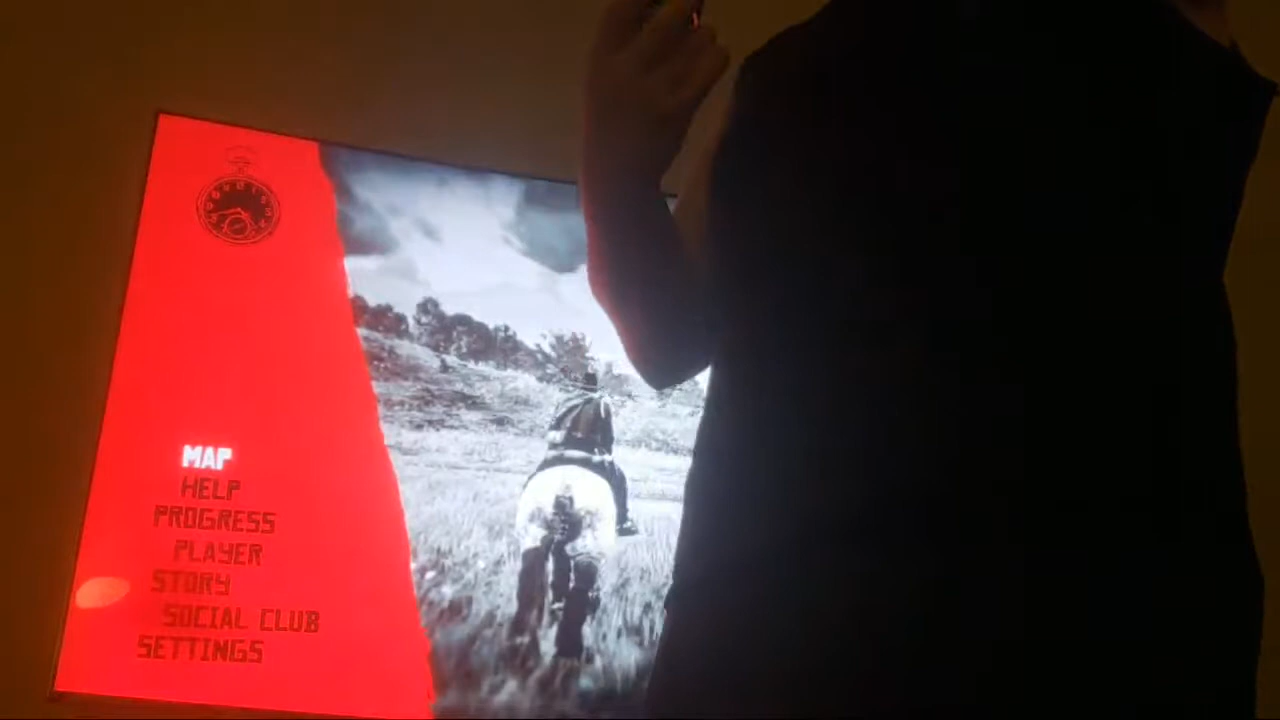 MAP
HELP
PROGRESS
PLAYER
STORY
SOCIAL CLUB
SETTINGS